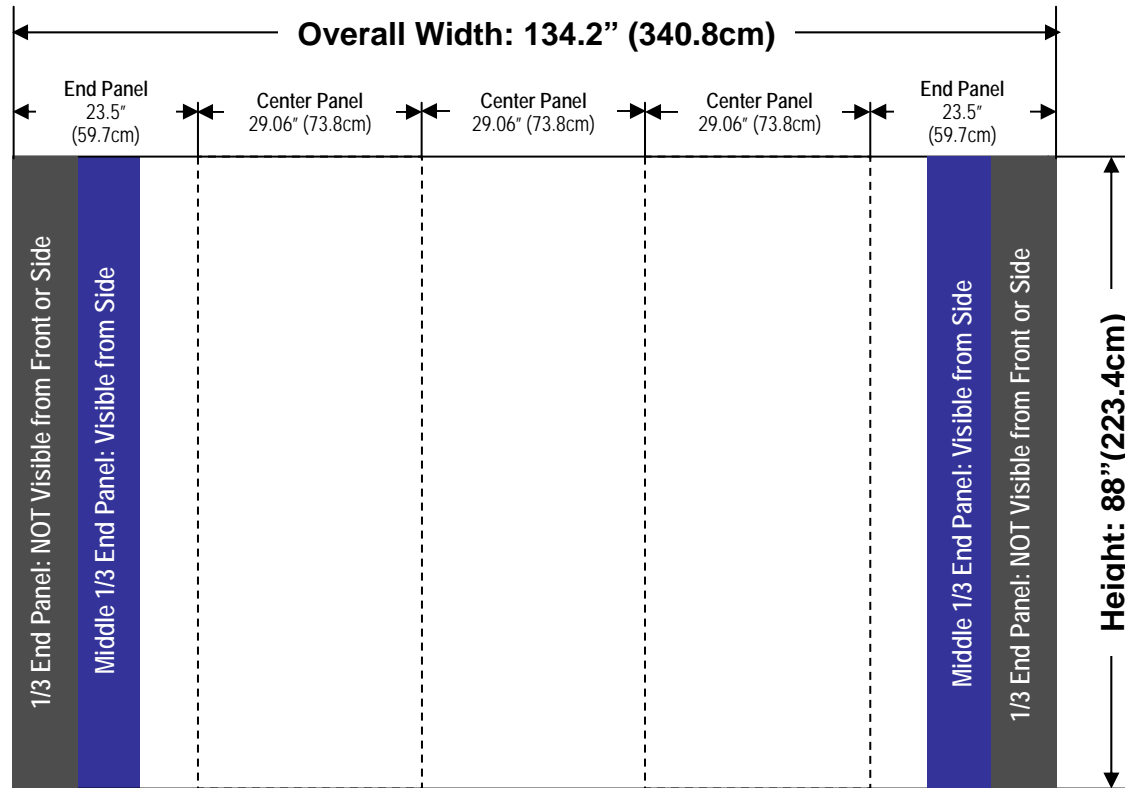 Overall Width: 134.2” (340.8cm)
End Panel
23.5”
(59.7cm)
Center Panel
29.06” (73.8cm)
Center Panel
29.06” (73.8cm)
Center Panel
29.06” (73.8cm)
End Panel
23.5”
(59.7cm)
1/3 End Panel: NOT Visible from Front or Side
Middle 1/3 End Panel: Visible from Side
Middle 1/3 End Panel: Visible from Side
1/3 End Panel: NOT Visible from Front or Side
Height: 88”(223.4cm)